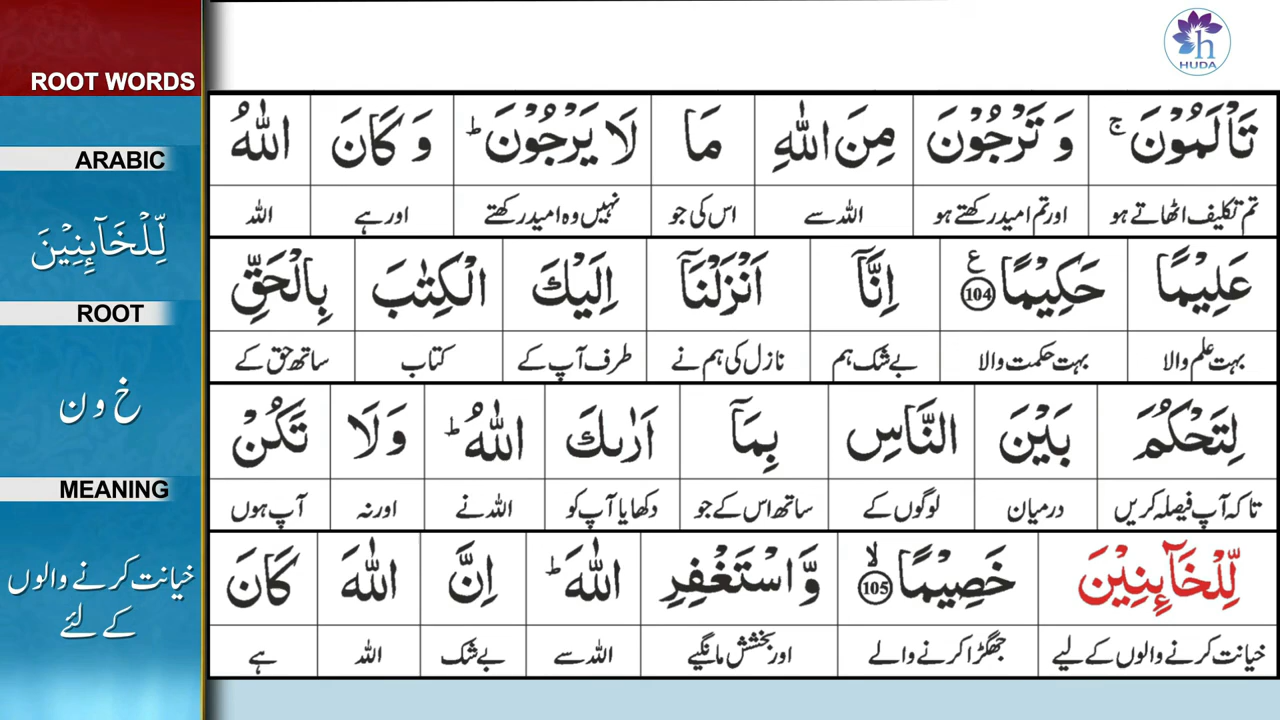 ROOT WORDS
ARABIC
لِّلْخَآئِنِيْنَ
ROOT
خ و ن
MEANING
خیانت کرنے والوں
کے لئے
HUDA
تَاْلَمُوْنَ ۚ وَ تَرْجُوْنَ مِنَ اللّٰهِ مَا لَا يَرْجُوْنَ ؕ وَ كَانَ اللّٰهُ
تم تکلیف اٹھاتے ہو اورتم امید رکھتے ہو اللہ سے اس کی جو نہیں وہ امید رکھتے اور ہے اللہ
عَلِيْمًا حَكِيْمًا ع 104 اِنَّآ اَنْزَلْنَآ اِلَيْكَ الْكِتٰبَ بِالْحَقِّ
بہت علم والا بہت حکمت والا بے شک ہم نازل کی ہم نے طرف آپ کے کتاب ساتھ حق کے
لِتَحْكُمَ بَيْنَ النَّاسِ بِمَآ اَرٰىكَ اللّٰهُ ؕ وَلَا تَكُنْ
تاکہ آپ فیصلہ کریں درمیان لوگوں کے ساتھ اس کے جو دکھایا آپ کو اللہ نے اور نہ آپ ہوں
لِّلْخَآئِنِيْنَ خَصِيْمًا ۙ 105 وَّ اسْتَغْفِرِ اللّٰهَ ؕ اِنَّ اللّٰهَ كَانَ
خیانت کرنے والوں کے لیے جھگڑا کرنے والے اور بخشش مانگیے اللہ سے بے شک اللہ ہے